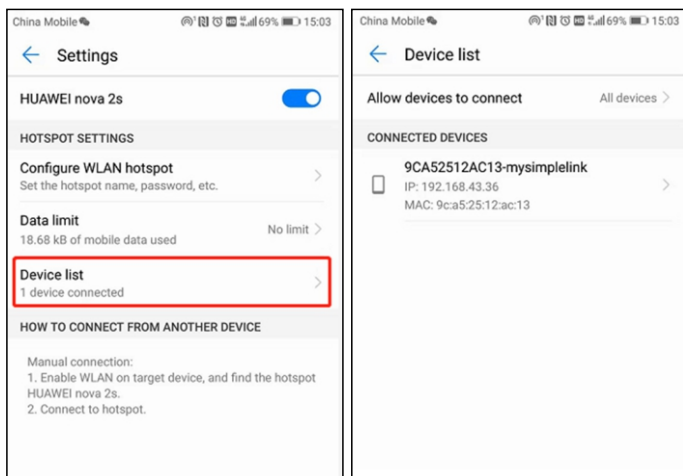 China Mobile
HD
4G
69%
15:03
Settings
HUAWEI nova 2s
HOTSPOT SETTINGS
Configure WLAN hotspot
Set the hotspot name, password, etc.
Data limit
18.68 kB of mobile data used
No limit
Device list
1 device connected
HOW TO CONNECT FROM ANOTHER DEVICE
Manual connection:
1. Enable WLAN on target device, and find the hotspot
HUAWEI nova 2s.
2. Connect to hotspot.
China Mobile
HD
4G
69%
15:03
Device list
Allow devices to connect
All devices
CONNECTED DEVICES
9CA52512AC13-mysimplelink
IP: 192.168.43.36
MAC: 9c:a5:25:12:ac:13